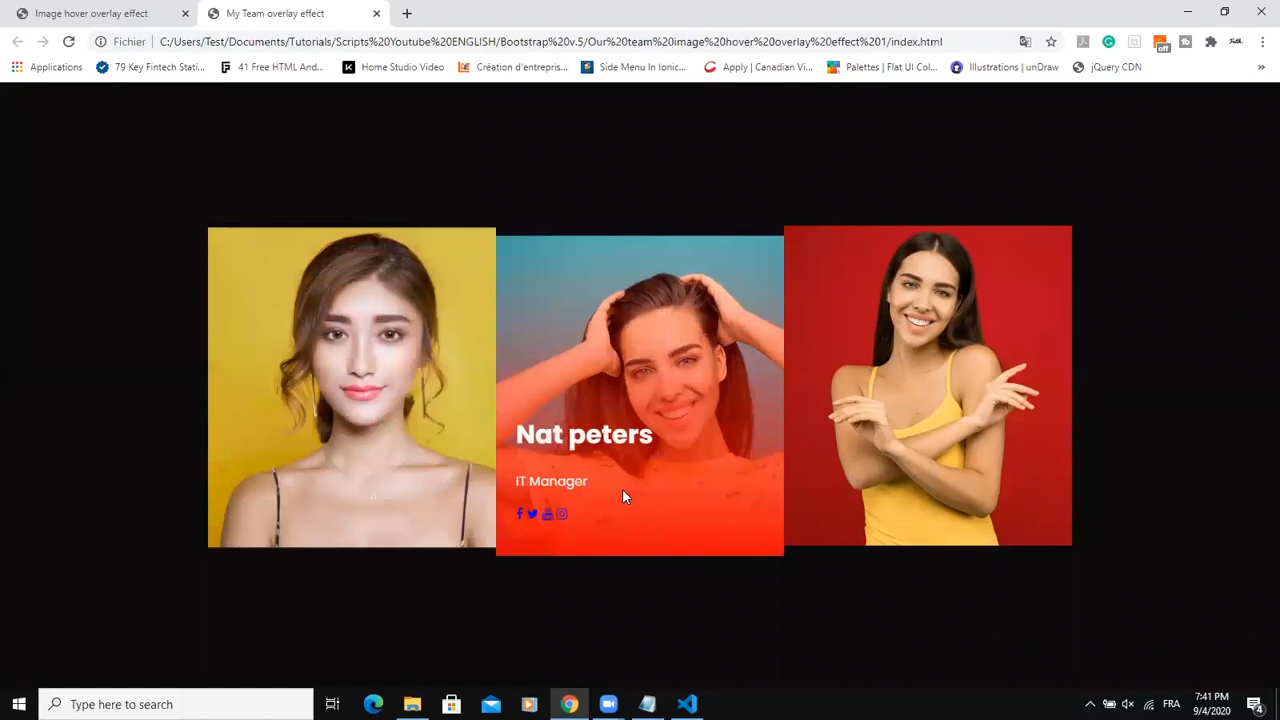 Image hover overlay effect
My Team overlay effect
Fichier
C:/Users/Test/Documents/Tutorials/Scripts%20Youtube%20ENGLISH/Bootstrap%20v.5/Our%20team%20image%20hover%20overlay%20effect%201/index.html
off
Applications
79 Key Fintech Stati...
41 Free HTML And...
Home Studio Video
Création d'entrepris...
Side Menu In Ionic...
Apply | Canadian Vi...
Palettes | Flat UI Col...
Illustrations | unDraw
jQuery CDN
»
Nat peters
IT Manager
Type here to search
FRA
7:41 PM
9/4/2020
4